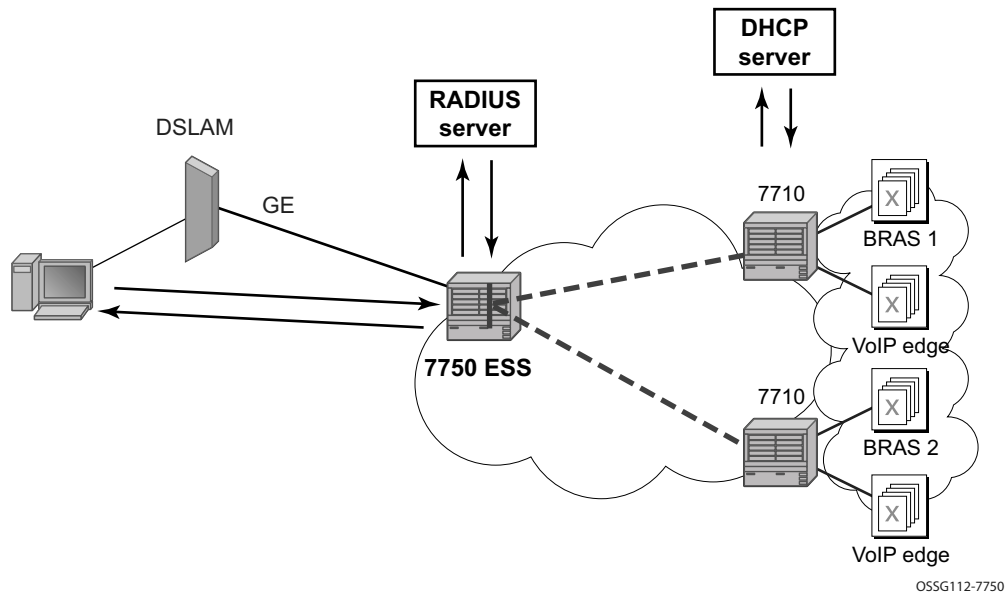 DHCP
server
RADIUS
server
DSLAM
GE
7710
X
BRAS 1
X
VoIP edge
7750 ESS
7710
X
BRAS 2
X
VoIP edge
OSSG112-7750